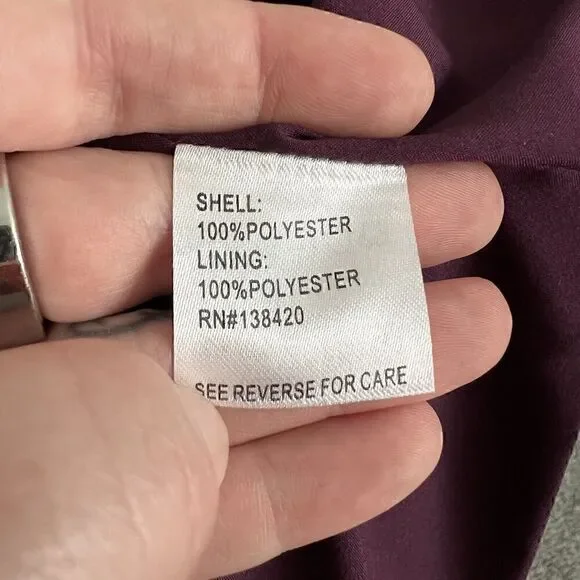 SHELL:
100%POLYESTER
LINING:
100%POLYESTER
RN#138420
SEE REVERSE FOR CARE